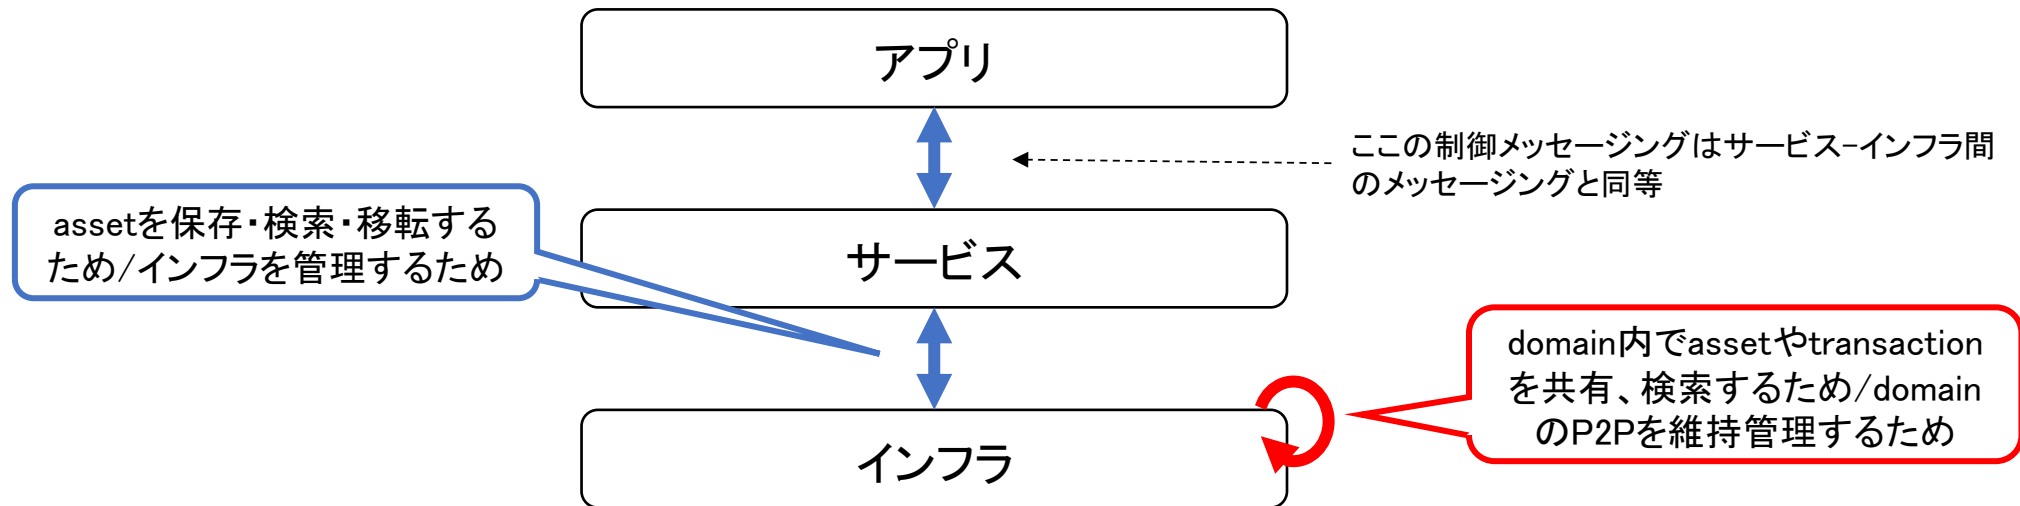 アプリ
ここの制御メッセージングはサービス-インフラ間
のメッセージングと同等
assetを保存・検索・移転する
ため/インフラを管理するため
サービス
domain内でassetやtransaction
を共有、検索するため/domain
のP2Pを維持管理するため
インフラ